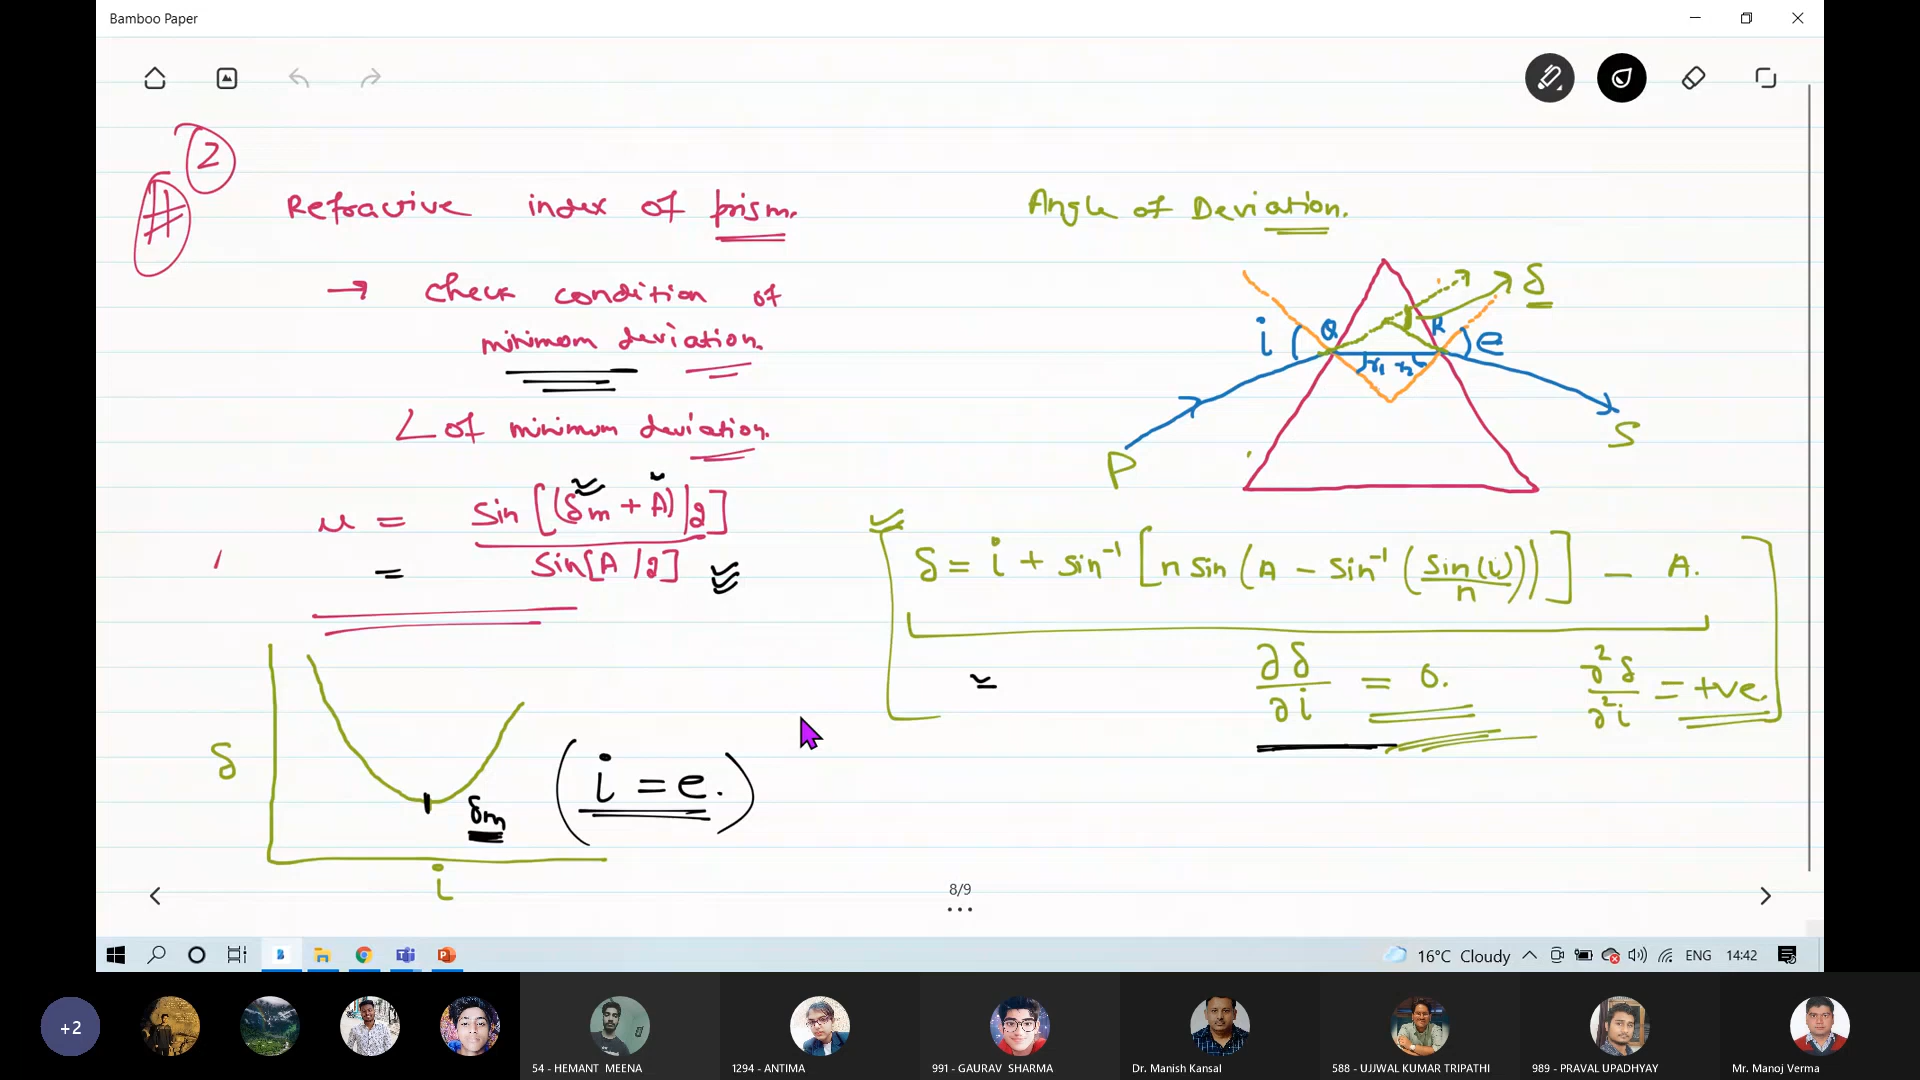 Bamboo Paper
2
#
Refractive index of prism.
→ Check condition of
minimum deviation.
∠ of minimum deviation.
μ = sin[(δm + A)/2]
sin[A/2]
δ
δm
i
(i = e.)
Angle of Deviation.
δ
i
Q
R
e
r1 r2
P
S
δ = i + sin⁻¹[n sin(A − sin⁻¹(sin(i)/n))] − A.
∂δ/∂i = 0.
∂²δ/∂²i = +ve
8/9
16°C Cloudy
ENG
14:42
+2
54 - HEMANT MEENA
1294 - ANTIMA
991 - GAURAV SHARMA
Dr. Manish Kansal
588 - UJJWAL KUMAR TRIPATHI
989 - PRAVAL UPADHYAY
Mr. Manoj Verma